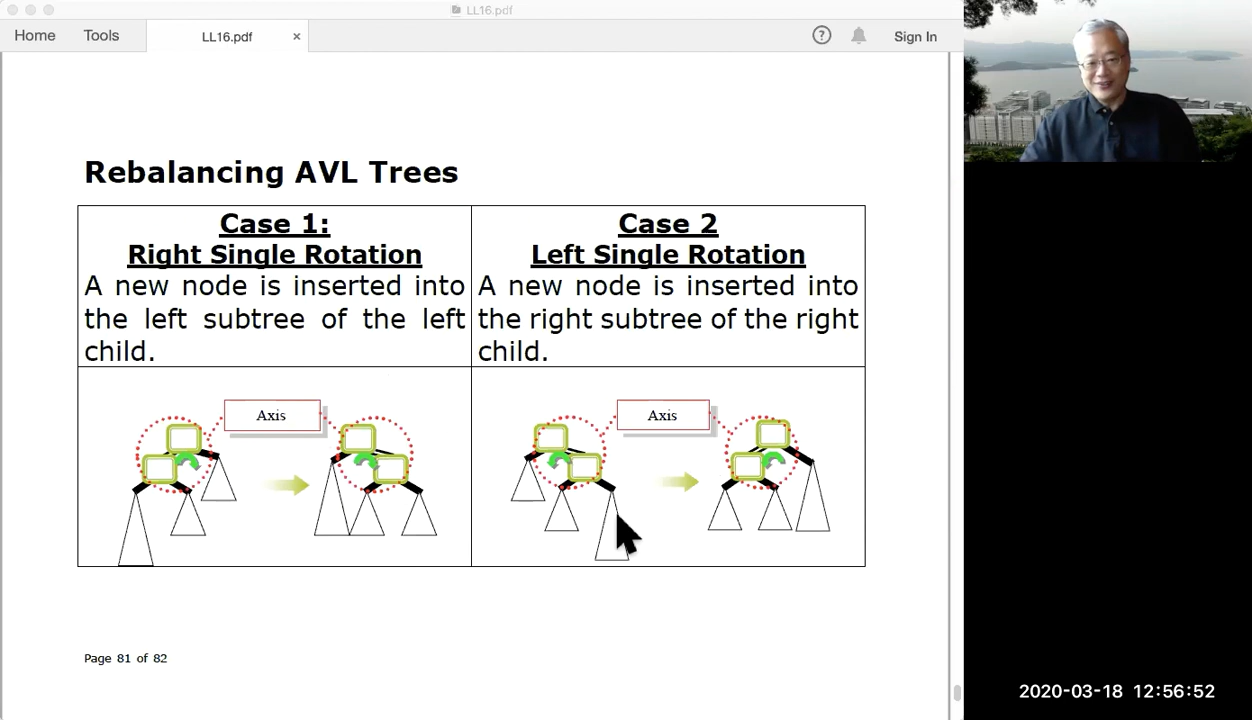 LL16.pdf
Home Tools LL16.pdf × ? Sign In
Rebalancing AVL Trees
Case 1:
Right Single Rotation
A new node is inserted into
the left subtree of the left
child.
Case 2
Left Single Rotation
A new node is inserted into
the right subtree of the right
child.
Axis
Axis
Page 81 of 82
2020-03-18 12:56:52